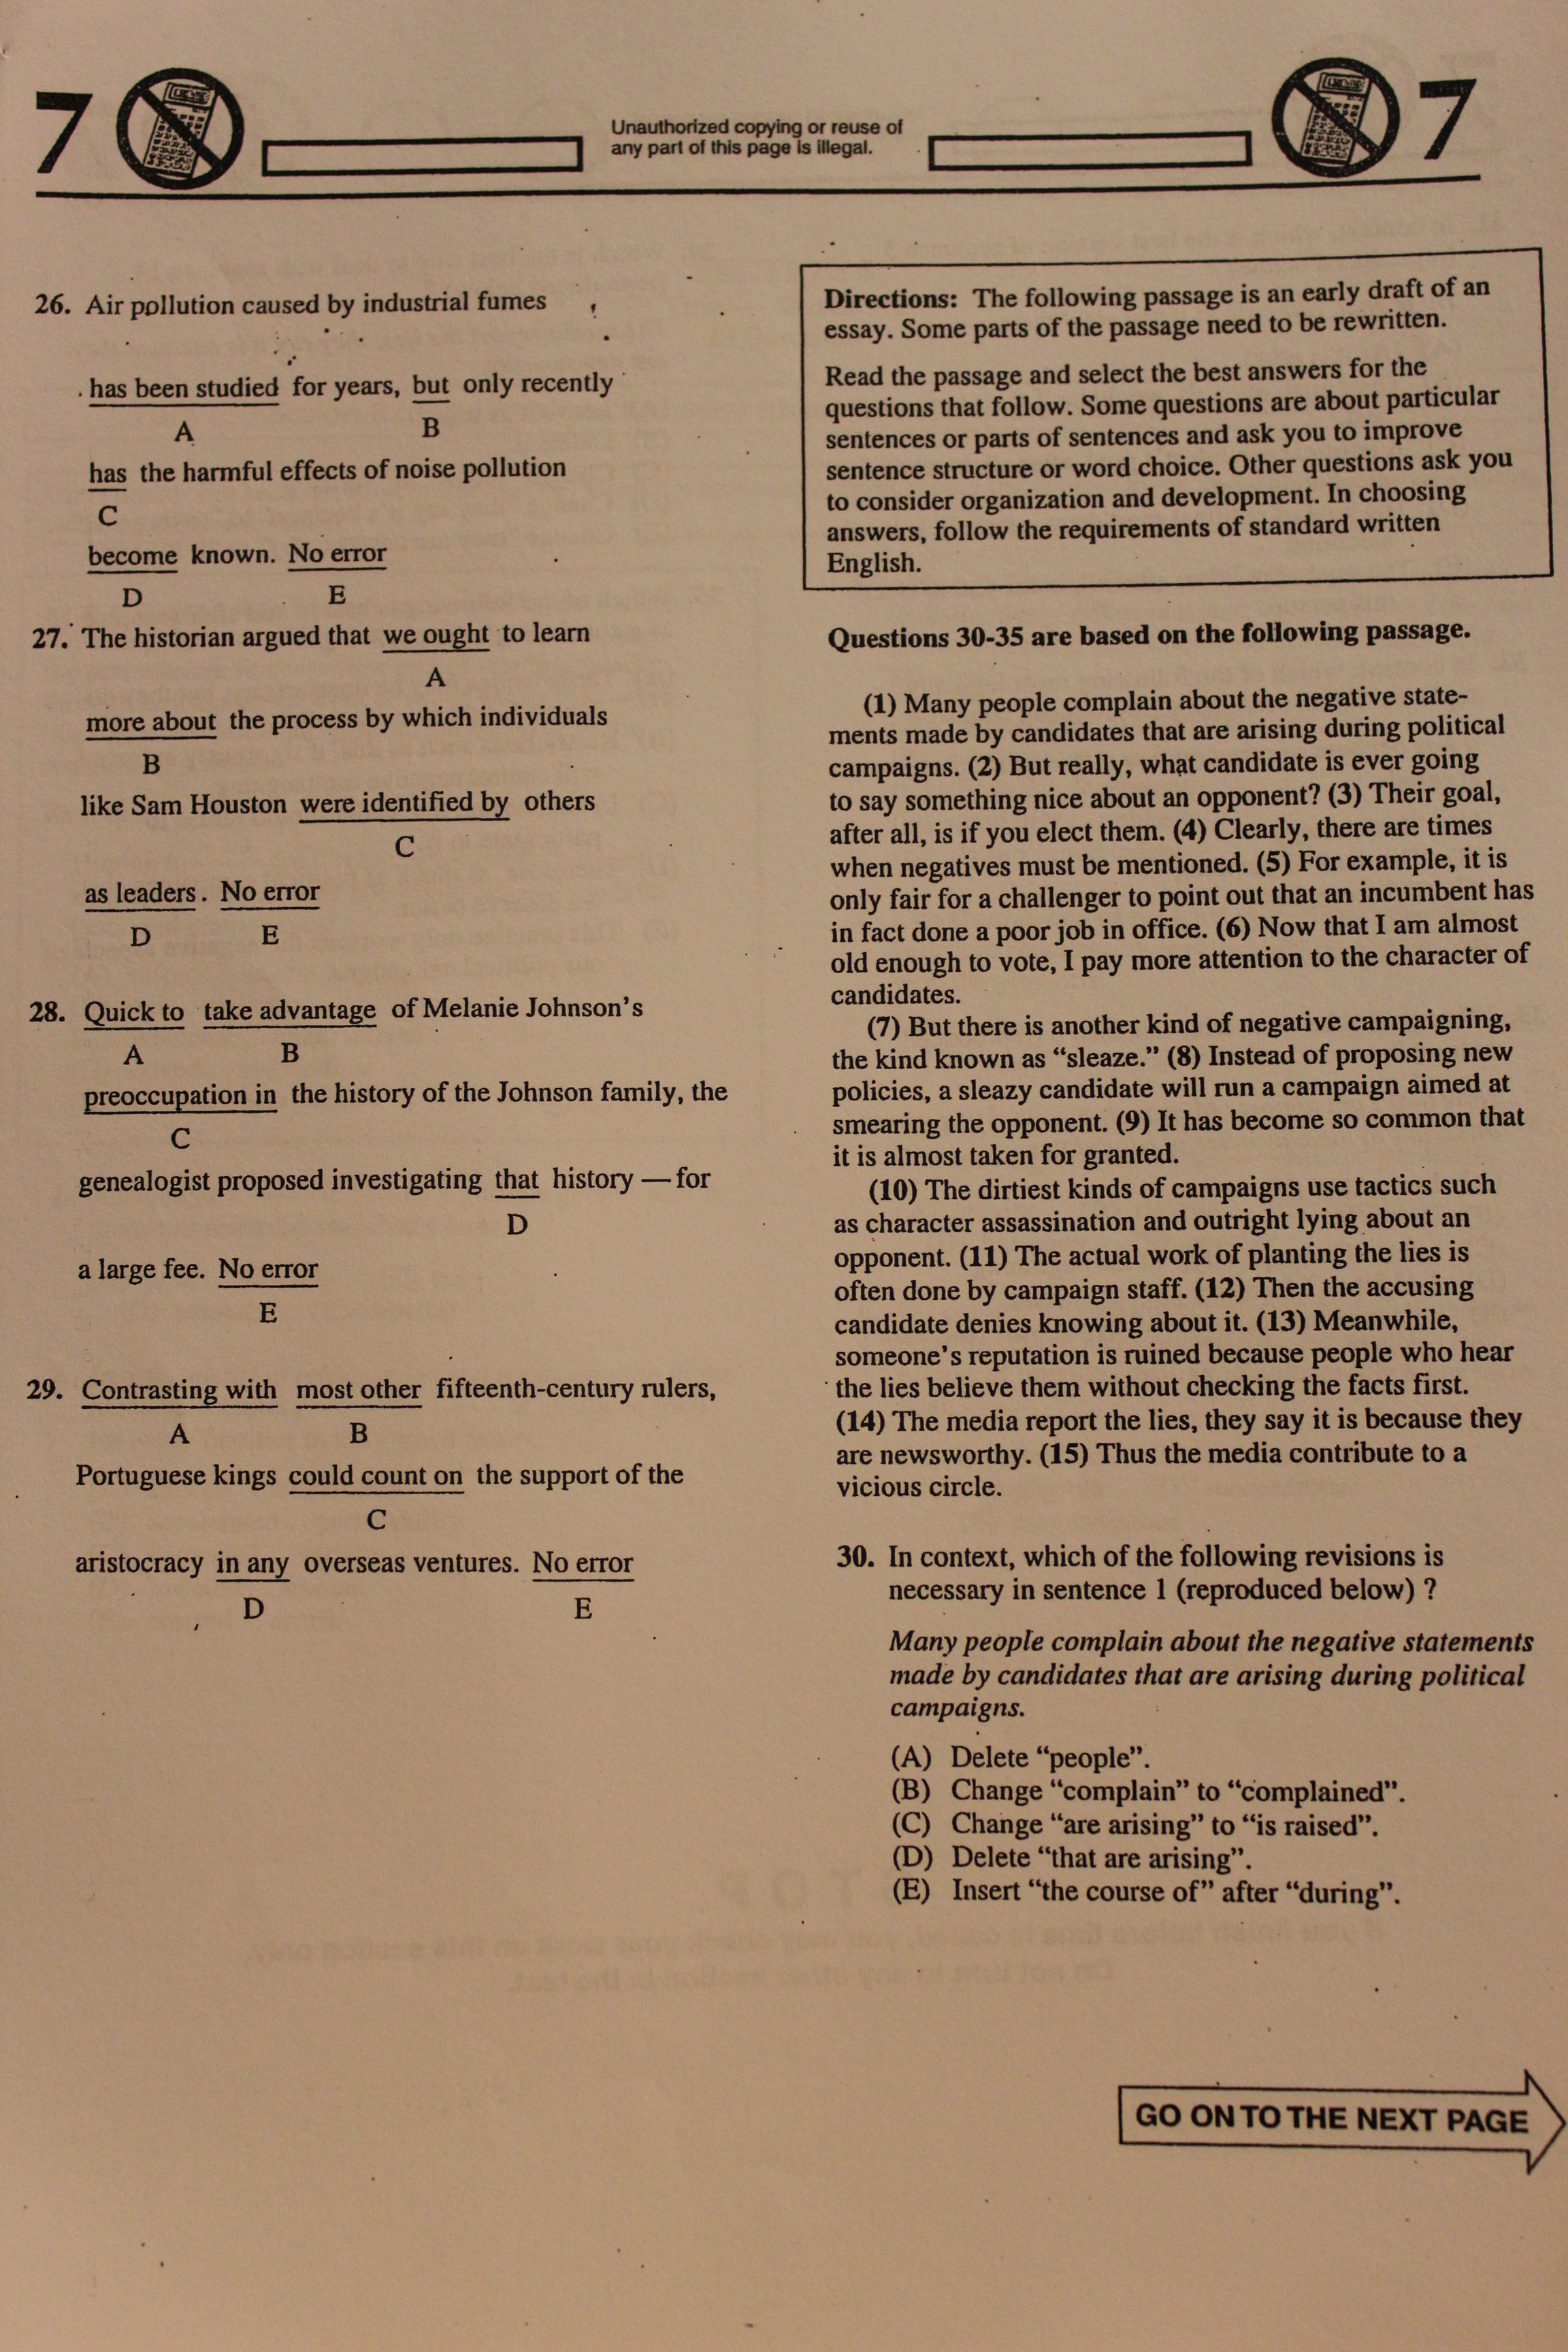 7
Unauthorized copying or reuse of
any part of this page is illegal.
7
26. Air pollution caused by industrial fumes
has been studied for years, but only recently
A B
has the harmful effects of noise pollution
C
become known. No error
D E
27. The historian argued that we ought to learn
A
more about the process by which individuals
B
like Sam Houston were identified by others
C
as leaders. No error
D E
28. Quick to take advantage of Melanie Johnson's
A B
preoccupation in the history of the Johnson family, the
C
genealogist proposed investigating that history — for
D
a large fee. No error
E
29. Contrasting with most other fifteenth-century rulers,
A B
Portuguese kings could count on the support of the
C
aristocracy in any overseas ventures. No error
D E
Directions: The following passage is an early draft of an
essay. Some parts of the passage need to be rewritten.
Read the passage and select the best answers for the
questions that follow. Some questions are about particular
sentences or parts of sentences and ask you to improve
sentence structure or word choice. Other questions ask you
to consider organization and development. In choosing
answers, follow the requirements of standard written
English.
Questions 30-35 are based on the following passage.
(1) Many people complain about the negative state-
ments made by candidates that are arising during political
campaigns. (2) But really, what candidate is ever going
to say something nice about an opponent? (3) Their goal,
after all, is if you elect them. (4) Clearly, there are times
when negatives must be mentioned. (5) For example, it is
only fair for a challenger to point out that an incumbent has
in fact done a poor job in office. (6) Now that I am almost
old enough to vote, I pay more attention to the character of
candidates.
(7) But there is another kind of negative campaigning,
the kind known as “sleaze.” (8) Instead of proposing new
policies, a sleazy candidate will run a campaign aimed at
smearing the opponent. (9) It has become so common that
it is almost taken for granted.
(10) The dirtiest kinds of campaigns use tactics such
as character assassination and outright lying about an
opponent. (11) The actual work of planting the lies is
often done by campaign staff. (12) Then the accusing
candidate denies knowing about it. (13) Meanwhile,
someone's reputation is ruined because people who hear
the lies believe them without checking the facts first.
(14) The media report the lies, they say it is because they
are newsworthy. (15) Thus the media contribute to a
vicious circle.
30. In context, which of the following revisions is
necessary in sentence 1 (reproduced below) ?
Many people complain about the negative statements
made by candidates that are arising during political
campaigns.
(A) Delete “people”.
(B) Change “complain” to “complained”.
(C) Change “are arising” to “is raised”.
(D) Delete “that are arising”.
(E) Insert “the course of” after “during”.
GO ON TO THE NEXT PAGE